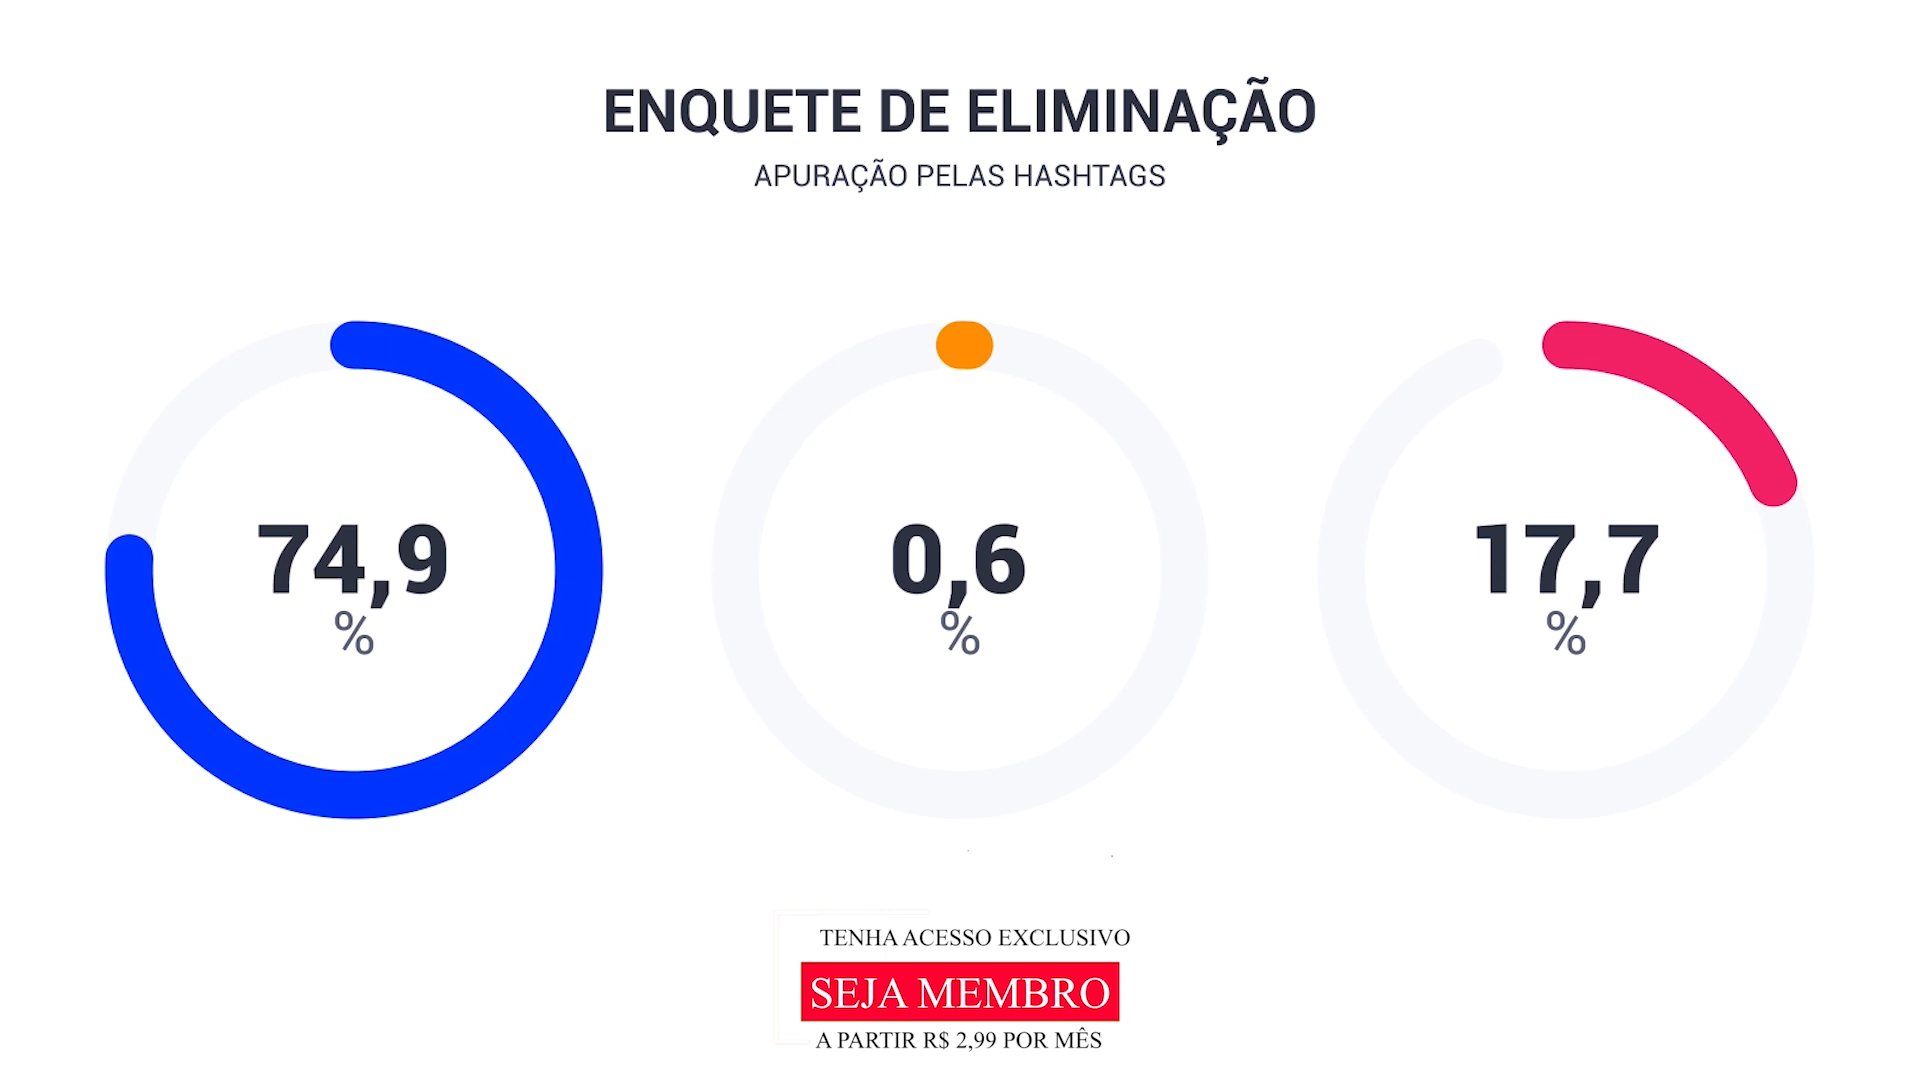 ENQUETE DE ELIMINAÇÃO
APURAÇÃO PELAS HASHTAGS
74,9
%
0,6
%
17,7
%
TENHA ACESSO EXCLUSIVO
SEJA MEMBRO
A PARTIR R$ 2,99 POR MÊS